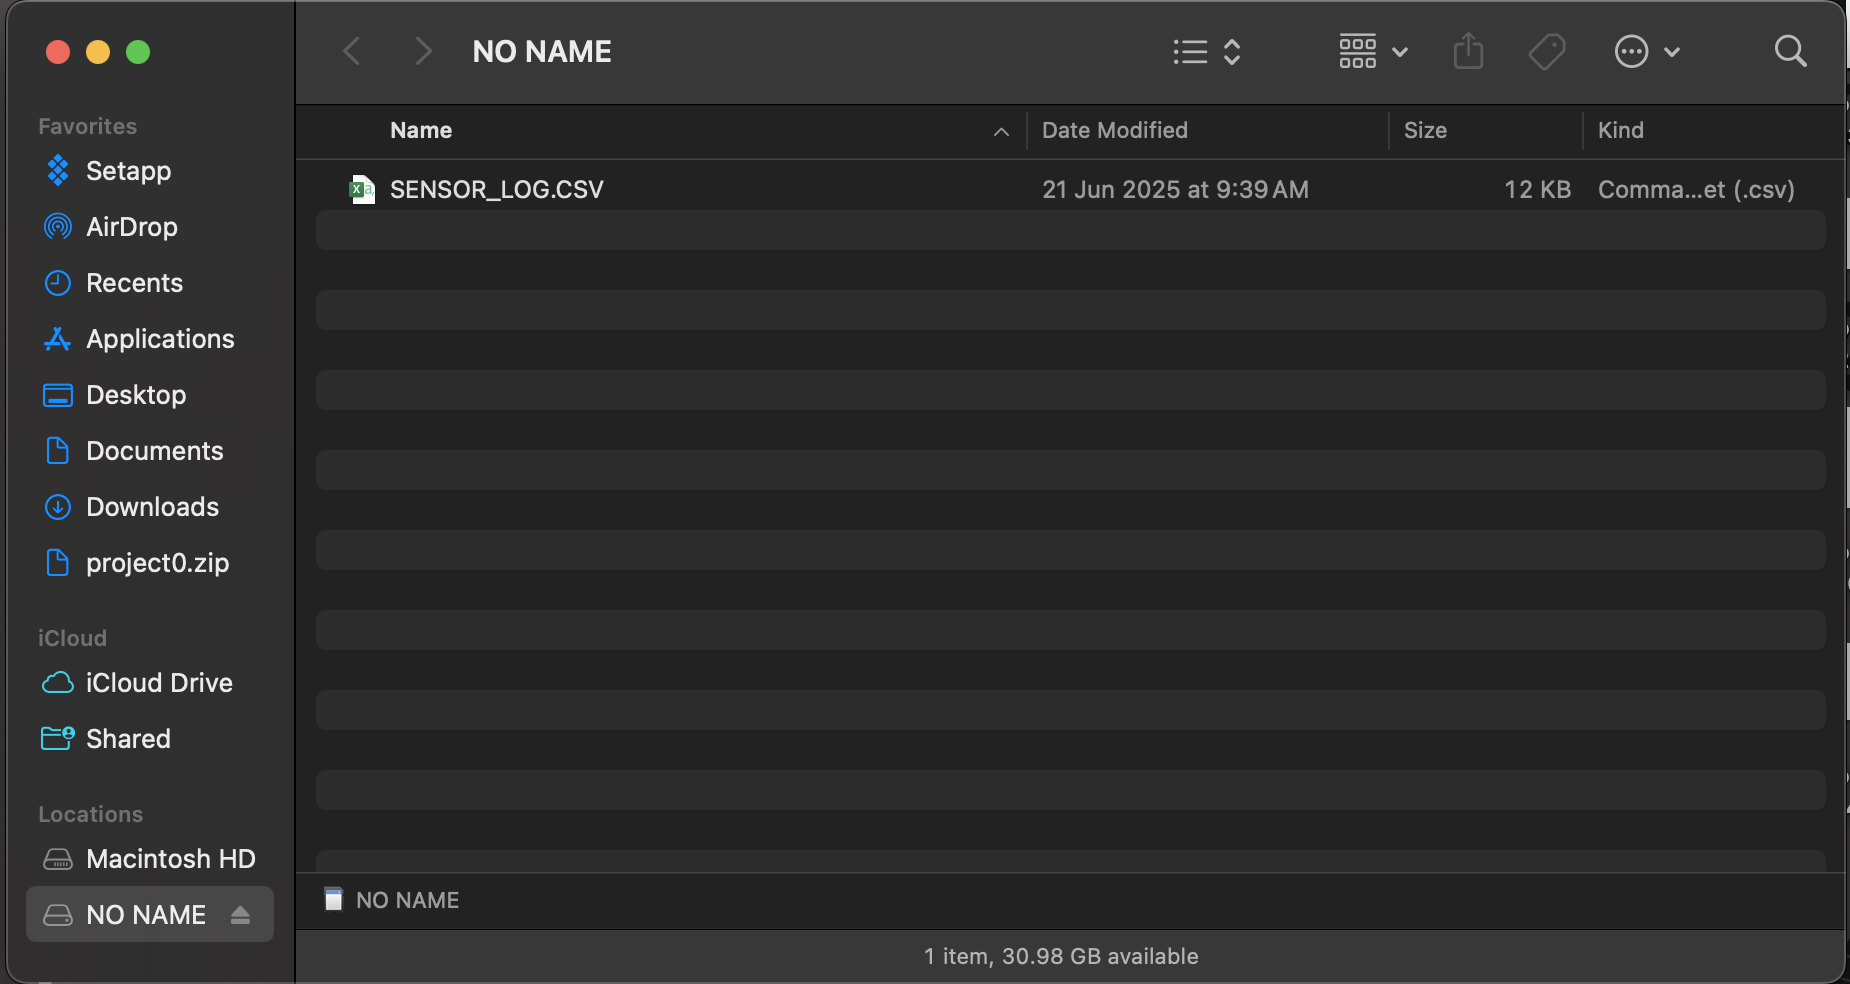 NO NAME
Favorites
Setapp
AirDrop
Recents
Applications
Desktop
Documents
Downloads
project0.zip
iCloud
iCloud Drive
Shared
Locations
Macintosh HD
NO NAME
Name Date Modified Size Kind
SENSOR_LOG.CSV 21 Jun 2025 at 9:39 AM 12 KB Comma...et (.csv)
NO NAME
1 item, 30.98 GB available